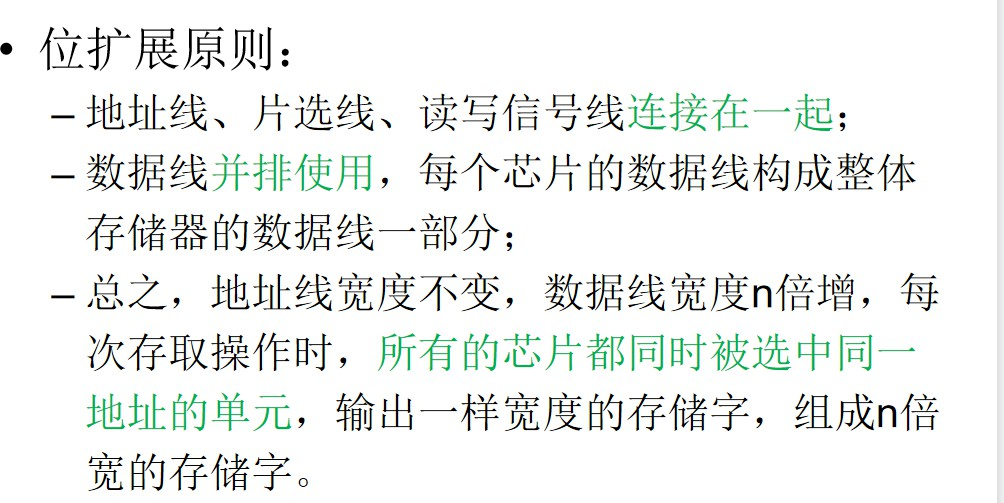 • 位扩展原则：
– 地址线、片选线、读写信号线连接在一起；
– 数据线并排使用，每个芯片的数据线构成整体
存储器的数据线一部分；
– 总之，地址线宽度不变，数据线宽度n倍增，每
次存取操作时，所有的芯片都同时被选中同一
地址的单元，输出一样宽度的存储字，组成n倍
宽的存储字。